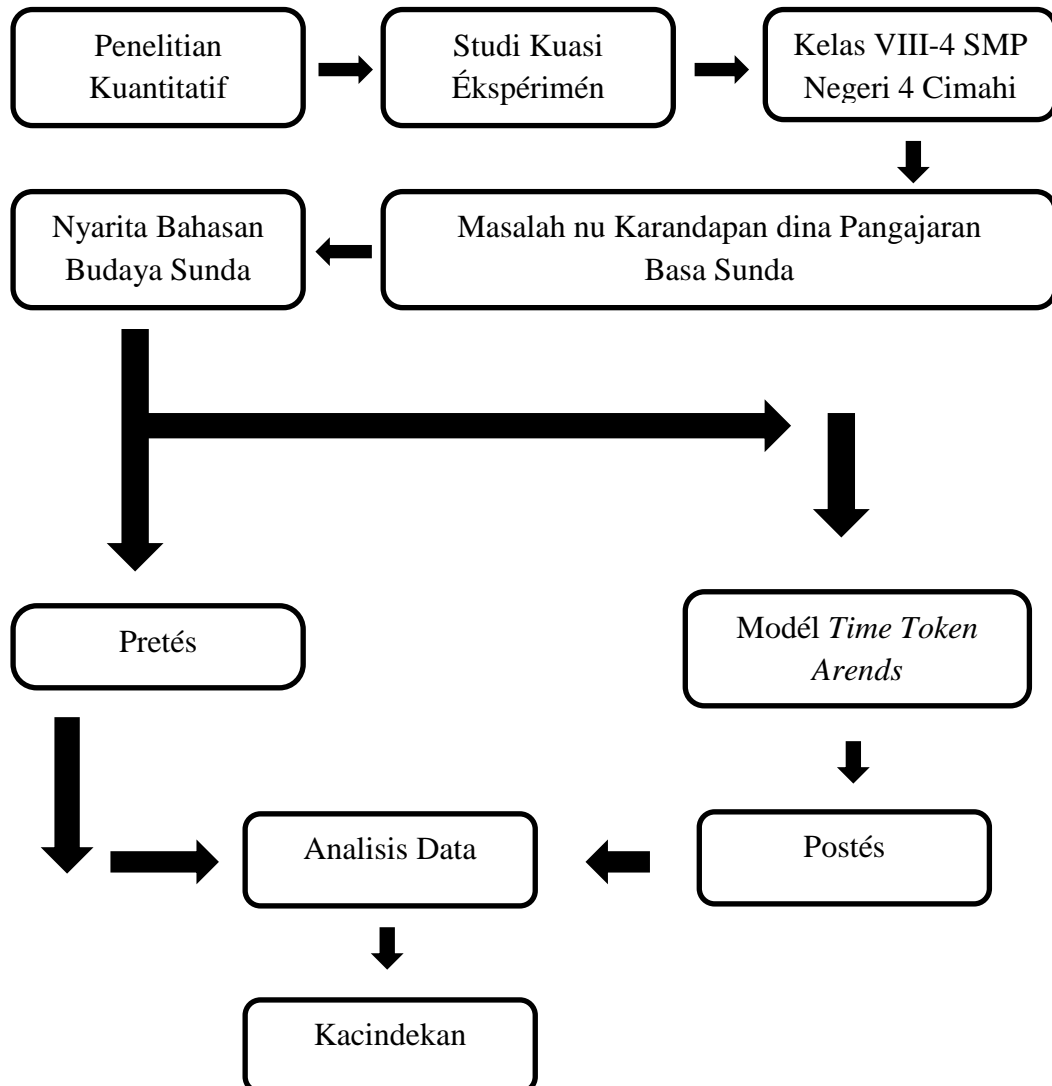 Penelitian
Kuantitatif
Studi Kuasi
Ékspérimén
Kelas VIII-4 SMP
Negeri 4 Cimahi
Nyarita Bahasan
Budaya Sunda
Masalah nu Karandapan dina Pangajaran
Basa Sunda
Pretés
Modél Time Token
Arends
Analisis Data
Postés
Kacindekan